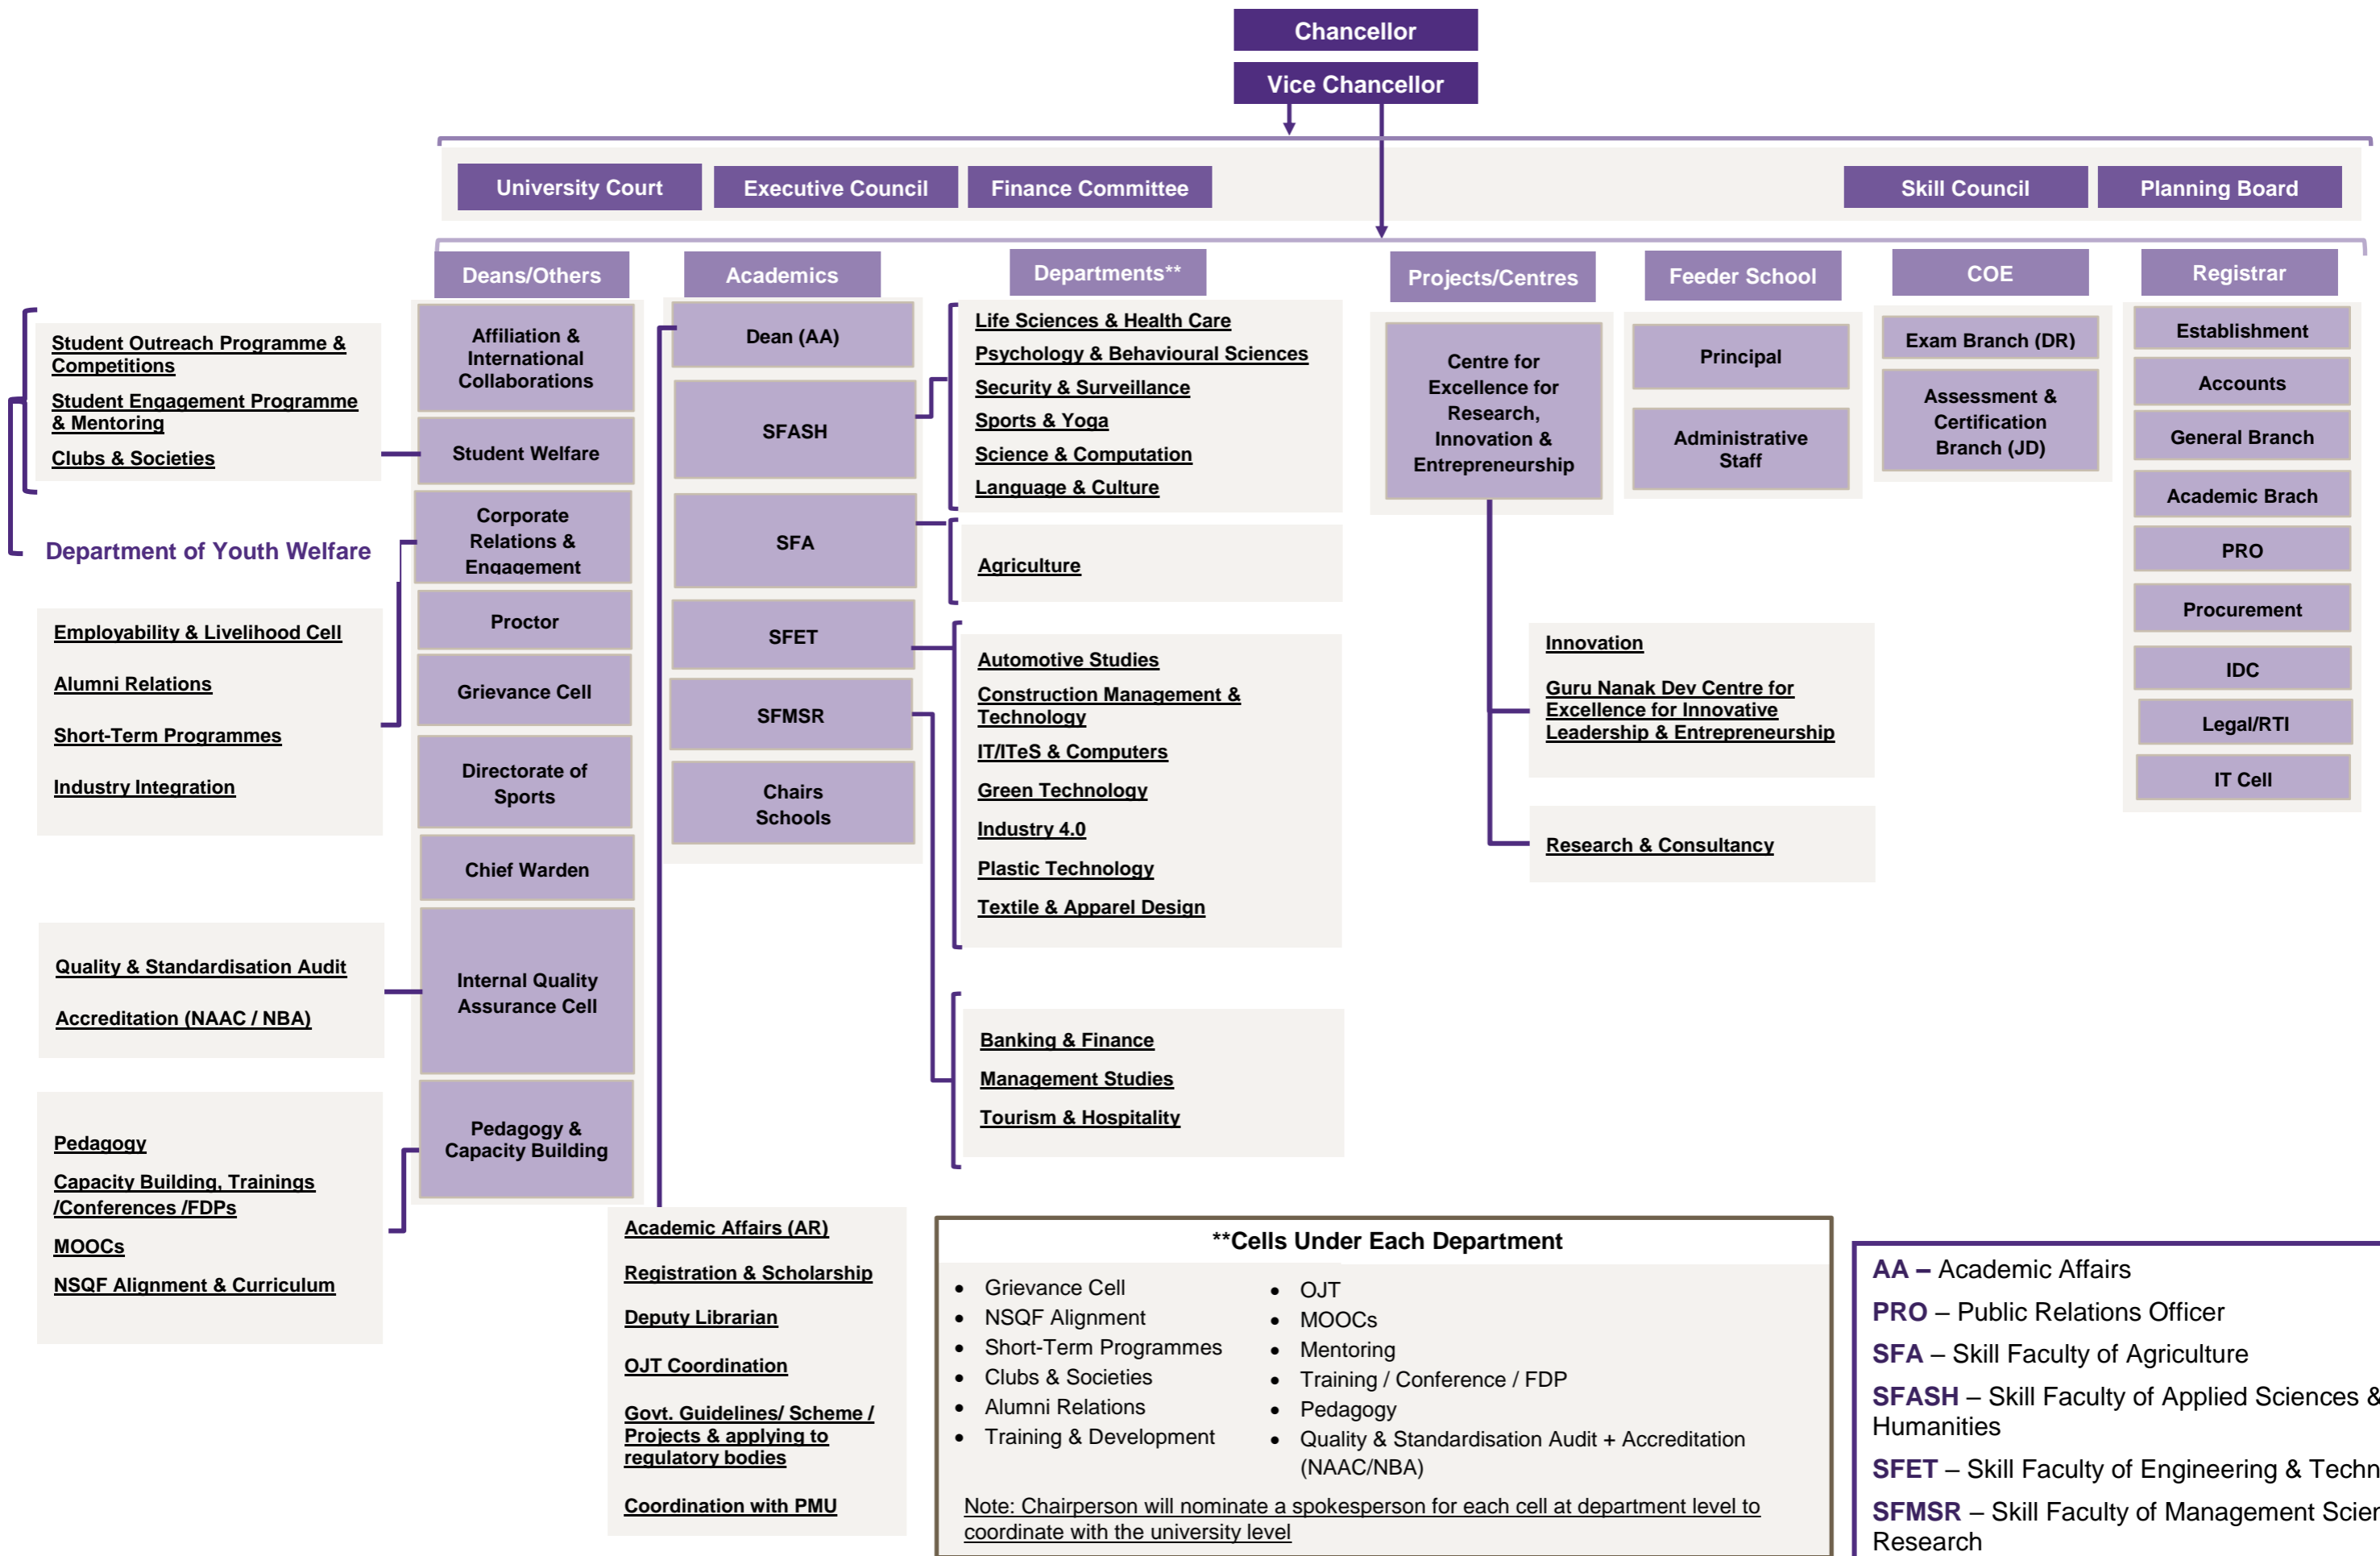 Chancellor
Vice Chancellor
University Court
Executive Council
Finance Committee
Skill Council
Planning Board
Deans/Others
Academics
Departments**
Projects/Centres
Feeder School
COE
Registrar
Student Outreach Programme &
Competitions
Student Engagement Programme
& Mentoring
Clubs & Societies
Department of Youth Welfare
Employability & Livelihood Cell
Alumni Relations
Short-Term Programmes
Industry Integration
Quality & Standardisation Audit
Accreditation (NAAC / NBA)
Pedagogy
Capacity Building, Trainings
/Conferences /FDPs
MOOCs
NSQF Alignment & Curriculum
Affiliation &
International
Collaborations
Student Welfare
Corporate
Relations &
Engagement
Proctor
Grievance Cell
Directorate of
Sports
Chief Warden
Internal Quality
Assurance Cell
Pedagogy &
Capacity Building
Dean (AA)
SFASH
SFA
SFET
SFMSR
Chairs
Schools
Academic Affairs (AR)
Registration & Scholarship
Deputy Librarian
OJT Coordination
Govt. Guidelines/ Scheme /
Projects & applying to
regulatory bodies
Coordination with PMU
Life Sciences & Health Care
Psychology & Behavioural Sciences
Security & Surveillance
Sports & Yoga
Science & Computation
Language & Culture
Agriculture
Automotive Studies
Construction Management &
Technology
IT/ITeS & Computers
Green Technology
Industry 4.0
Plastic Technology
Textile & Apparel Design
Banking & Finance
Management Studies
Tourism & Hospitality
Centre for
Excellence for
Research,
Innovation &
Entrepreneurship
Innovation
Guru Nanak Dev Centre for
Excellence for Innovative
Leadership & Entrepreneurship
Research & Consultancy
Principal
Administrative
Staff
Exam Branch (DR)
Assessment &
Certification
Branch (JD)
Establishment
Accounts
General Branch
Academic Brach
PRO
Procurement
IDC
Legal/RTI
IT Cell
**Cells Under Each Department
• Grievance Cell
• NSQF Alignment
• Short-Term Programmes
• Clubs & Societies
• Alumni Relations
• Training & Development
• OJT
• MOOCs
• Mentoring
• Training / Conference / FDP
• Pedagogy
• Quality & Standardisation Audit + Accreditation
(NAAC/NBA)
Note: Chairperson will nominate a spokesperson for each cell at department level to
coordinate with the university level
AA – Academic Affairs
PRO – Public Relations Officer
SFA – Skill Faculty of Agriculture
SFASH – Skill Faculty of Applied Sciences &
Humanities
SFET – Skill Faculty of Engineering &
SFMSR – Skill Faculty of Management
Research